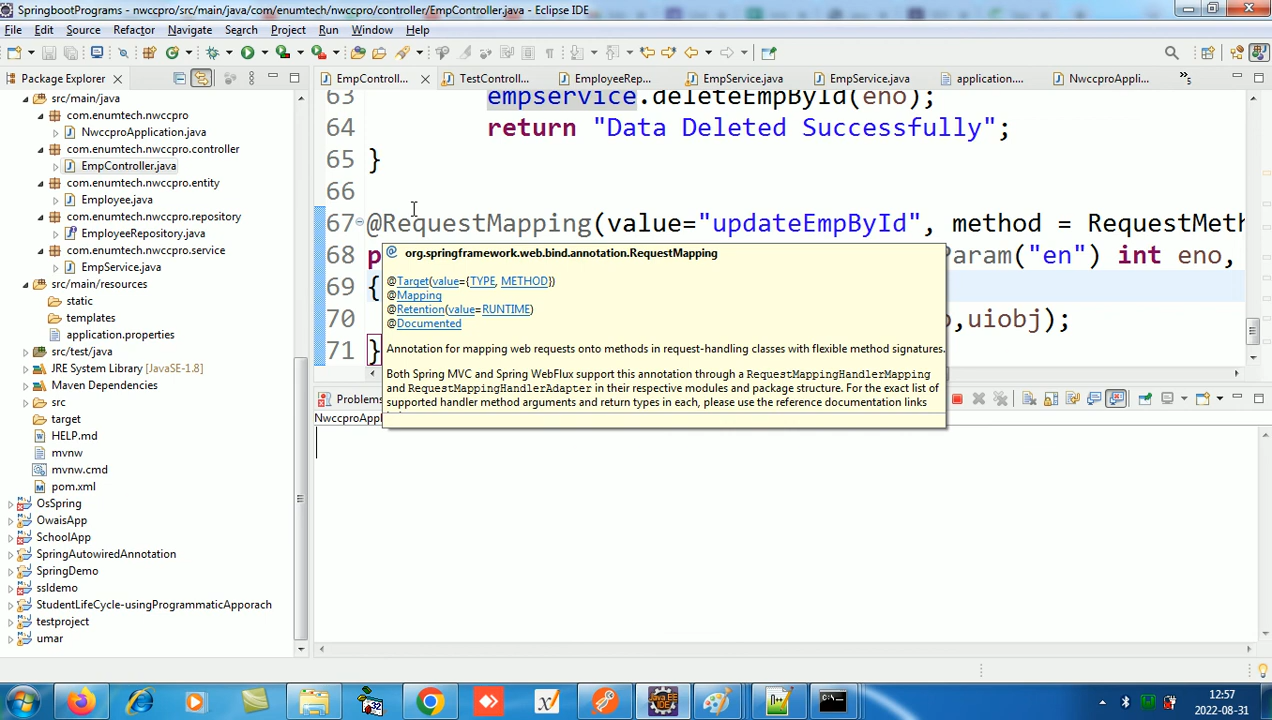 SpringbootPrograms - nwccpro/src/main/java/com/enumtech/nwccpro/controller/EmpController.java - Eclipse IDE
File Edit Source Refactor Navigate Search Project Run Window Help
Package Explorer
EmpControll... TestControll... EmployeeRep... EmpService.java EmpService.java application.... NwccproAppli... »5
src/main/java
com.enumtech.nwccpro
NwccproApplication.java
com.enumtech.nwccpro.controller
EmpController.java
com.enumtech.nwccpro.entity
Employee.java
com.enumtech.nwccpro.repository
EmployeeRepository.java
com.enumtech.nwccpro.service
EmpService.java
src/main/resources
static
templates
application.properties
src/test/java
JRE System Library [JavaSE-1.8]
Maven Dependencies
src
target
HELP.md
mvnw
mvnw.cmd
pom.xml
OsSpring
OwaisApp
SchoolApp
SpringAutowiredAnnotation
SpringDemo
ssldemo
StudentLifeCycle-usingProgrammaticApporach
testproject
umar
63 empservice.deleteEmpById(eno);
64 return "Data Deleted Successfully";
65 }
66
67 @RequestMapping(value="updateEmpById", method = RequestMeth
68 p Param("en") int eno,
69 {
70 ,uiobj);
71 }
@ org.springframework.web.bind.annotation.RequestMapping
@Target(value={TYPE, METHOD})
@Mapping
@Retention(value=RUNTIME)
@Documented
Annotation for mapping web requests onto methods in request-handling classes with flexible method signatures.
Both Spring MVC and Spring WebFlux support this annotation through a RequestMappingHandlerMapping
and RequestMappingHandlerAdapter in their respective modules and package structure. For the exact list of
supported handler method arguments and return types in each, please use the reference documentation links
Problems
NwccproAppl
12:57
2022-08-31